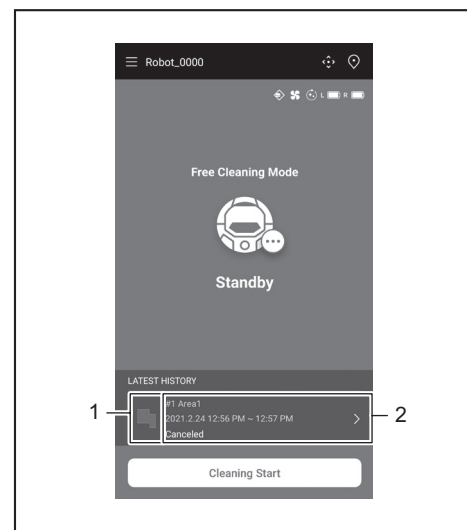 Robot_0000
L R
Free Cleaning Mode
Standby
LATEST HISTORY
#1 Area1
2021.2.24 12:56 PM ~ 12:57 PM
Canceled
1
2
Cleaning Start